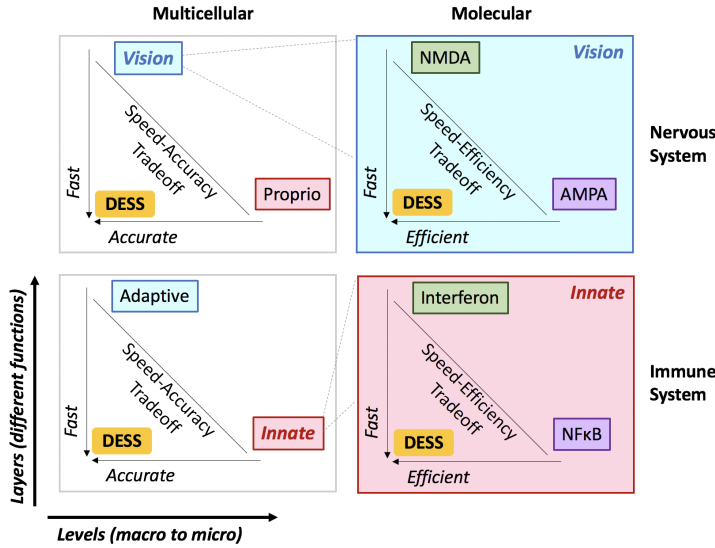 Multicellular
Molecular
Vision
Speed-Accuracy
Tradeoff
Fast
DESS
Proprio
Accurate
NMDA
Vision
Speed-Efficiency
Tradeoff
Fast
DESS
AMPA
Efficient
Nervous
System
Adaptive
Speed-Accuracy
Tradeoff
Fast
DESS
Innate
Accurate
Interferon
Innate
Speed-Efficiency
Tradeoff
Fast
DESS
NFκB
Efficient
Immune
System
Layers (different functions)
Levels (macro to micro)